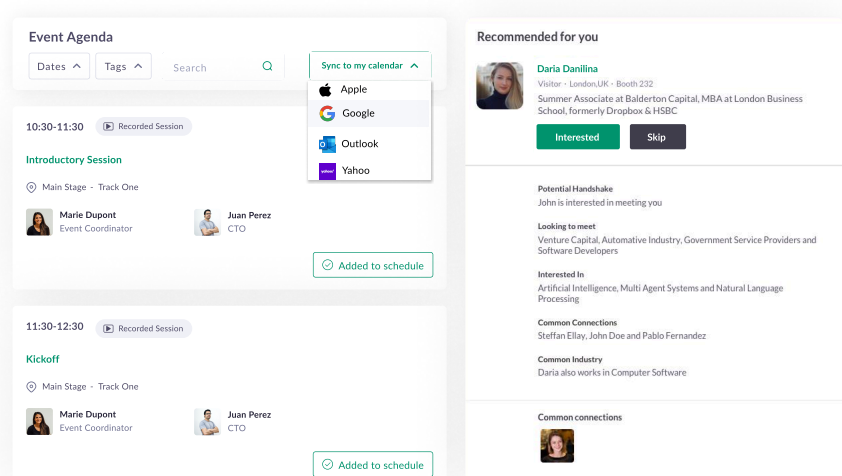 Event Agenda
Dates
Tags
Search
Sync to my calendar
Apple
Google
Outlook
yahoo!
Yahoo
10:30-11:30
Recorded Session
Introductory Session
Main Stage - Track One
Marie Dupont
Event Coordinator
Juan Perez
CTO
Added to schedule
11:30-12:30
Recorded Session
Kickoff
Main Stage - Track One
Marie Dupont
Event Coordinator
Juan Perez
CTO
Added to schedule
Recommended for you
Daria Danilina
Visitor - London,UK - Booth 232
Summer Associate at Balderton Capital, MBA at London Business
School, formerly Dropbox & HSBC
Interested
Skip
Potential Handshake
John is interested in meeting you
Looking to meet
Venture Capital, Automative Industry, Government Service Providers and
Software Developers
Interested In
Artificial Intelligence, Multi Agent Systems and Natural Language
Processing
Common Connections
Steffan Ellay, John Doe and Pablo Fernandez
Common Industry
Daria also works in Computer Software
Common connections